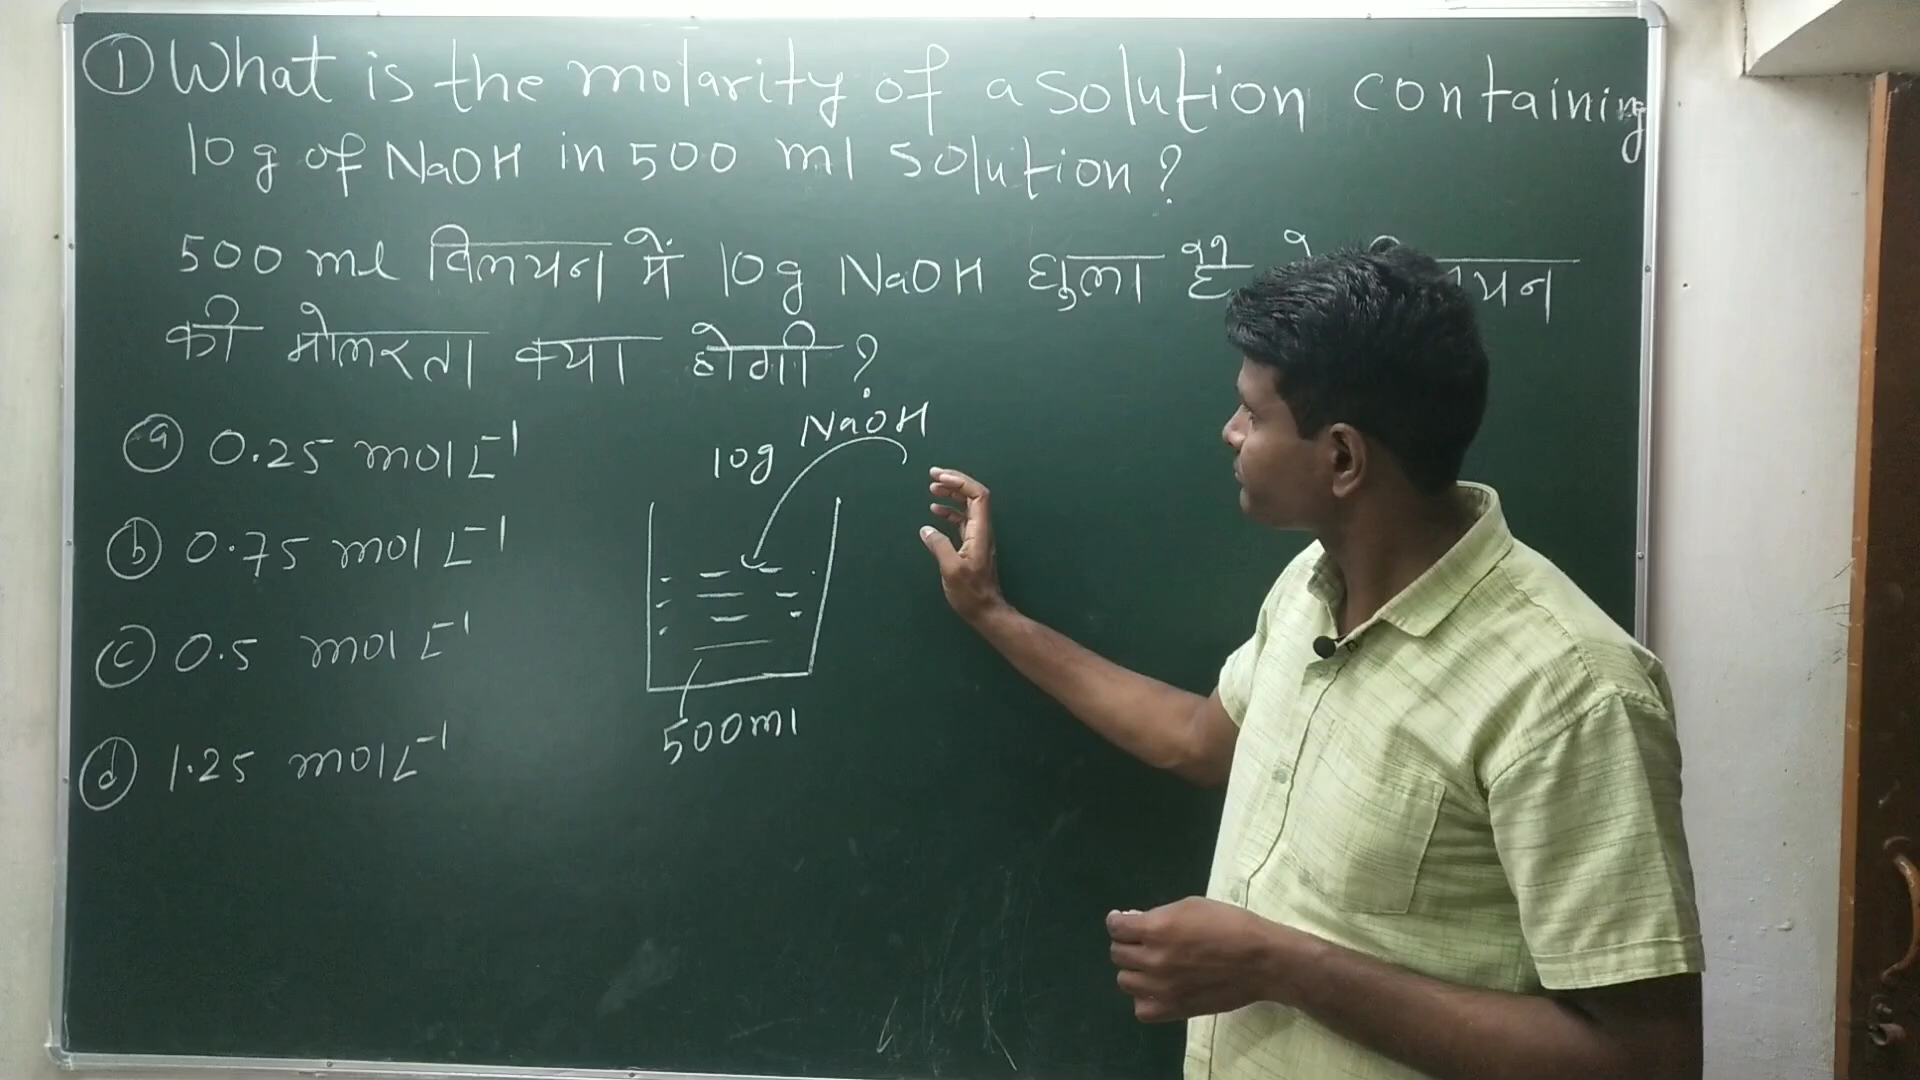 ① What is the molarity of a solution containing
10 g of NaOH in 500 ml solution?
500 ml विलयन में 10g NaOH घुला है
की मोलरता क्या होगी?
ⓐ 0.25 mol L⁻¹
ⓑ 0.75 mol L⁻¹
ⓒ 0.5 mol L⁻¹
ⓓ 1.25 mol L⁻¹
10g NaOH
500ml